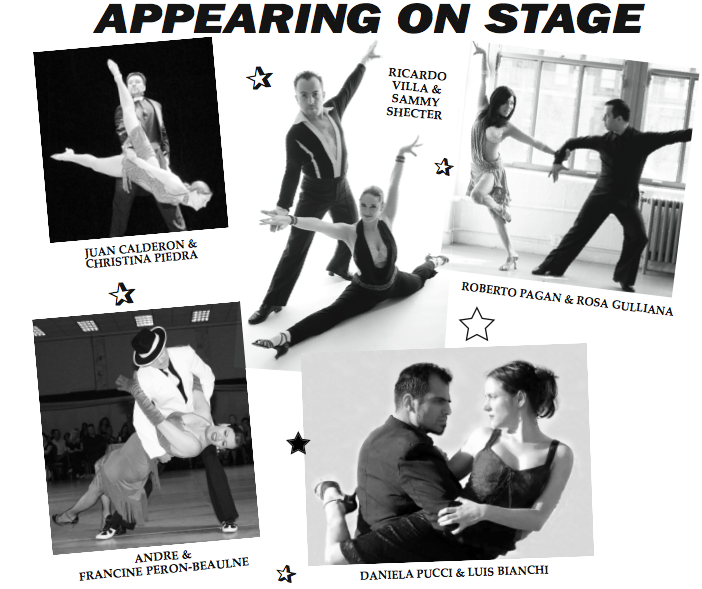 APPEARING ON STAGE
RICARDO
VILLA &
SAMMY
SHECTER
JUAN CALDERON &
CHRISTINA PIEDRA
ROBERTO PAGAN & ROSA GULLIANA
ANDRE &
FRANCINE PERON-BEAULNE
DANIELA PUCCI & LUIS BIANCHI